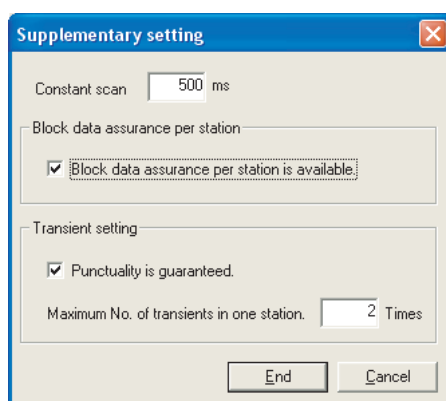 Supplementary setting
Constant scan 500 ms
Block data assurance per station
Block data assurance per station is available.
Transient setting
Punctuality is guaranteed.
Maximum No. of transients in one station. 2 Times
End Cancel